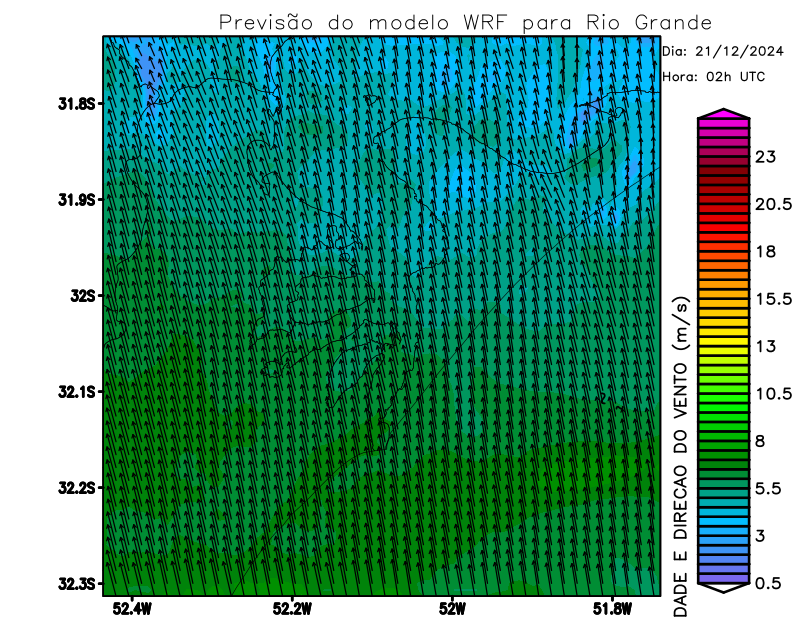 Previsão do modelo WRF para Rio Grande
Dia: 21/12/2024
Hora: 02h UTC
31.8S
31.9S
32S
32.1S
32.2S
32.3S
52.4W
52.2W
52W
51.8W
23
20.5
18
15.5
13
10.5
8
5.5
3
0.5
DADE E DIRECAO DO VENTO (m/s)